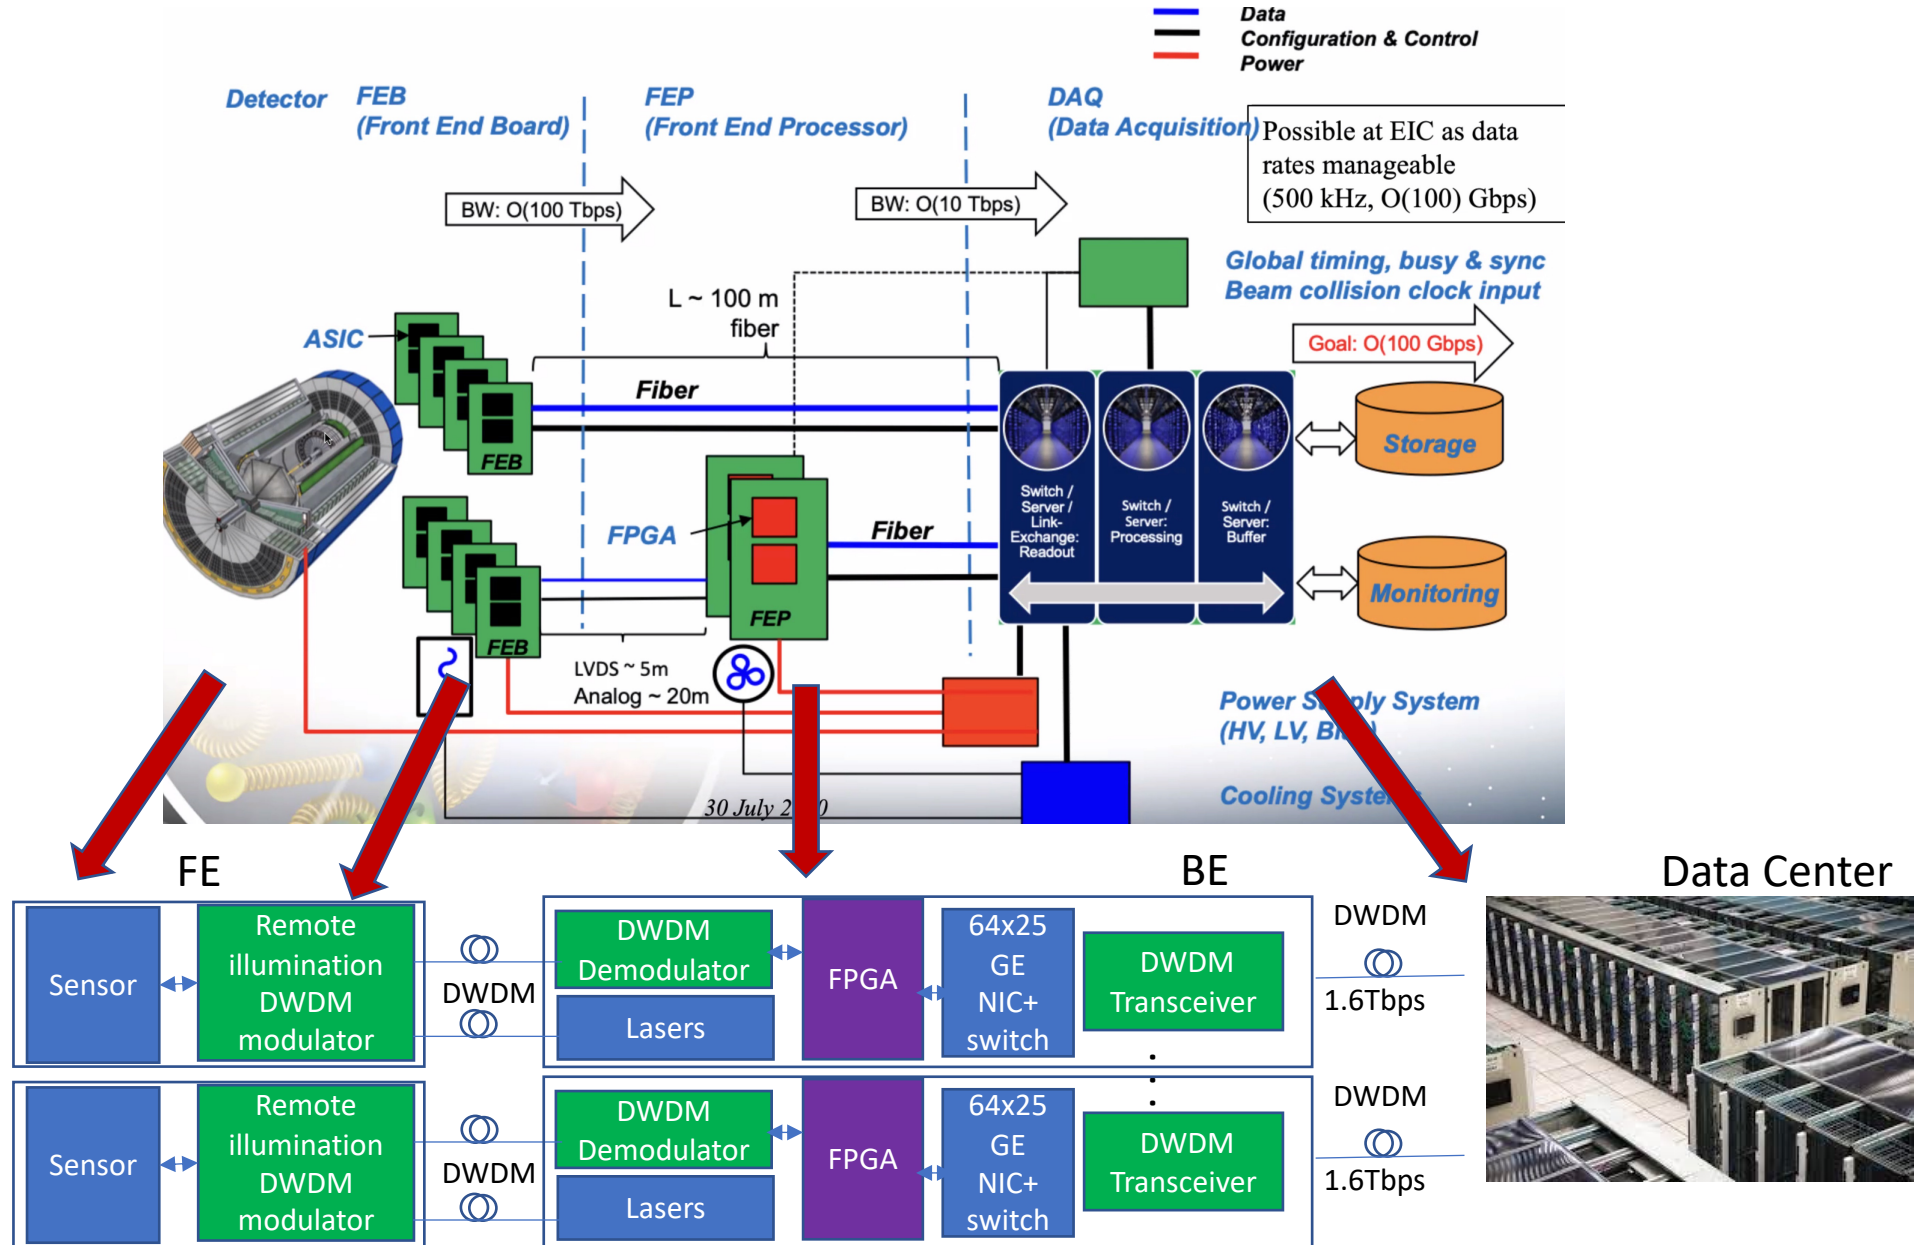 Data
Configuration & Control
Power
Detector
FEB
(Front End Board)
FEP
(Front End Processor)
DAQ
(Data Acquisition)
Possible at EIC as data
rates manageable
(500 kHz, O(100) Gbps)
BW: O(100 Tbps)
BW: O(10 Tbps)
Global timing, busy & sync
Beam collision clock input
L ~ 100 m
fiber
ASIC
Goal: O(100 Gbps)
Fiber
FEB
Storage
Switch /
Server /
Link-
Exchange:
Readout
Switch /
Server:
Processing
Switch /
Server:
Buffer
FPGA
Fiber
Monitoring
FEP
FEB
LVDS ~ 5m
Analog ~ 20m
Power Supply System
(HV, LV,
Cooling
30 July
FE
BE
Data Center
Sensor
Remote
illumination
DWDM
modulator
DWDM
DWDM
Demodulator
Lasers
FPGA
64x25
GE
NIC+
switch
DWDM
Transceiver
DWDM
1.6Tbps
Sensor
Remote
illumination
DWDM
modulator
DWDM
DWDM
Demodulator
Lasers
FPGA
64x25
GE
NIC+
switch
DWDM
Transceiver
DWDM
1.6Tbps